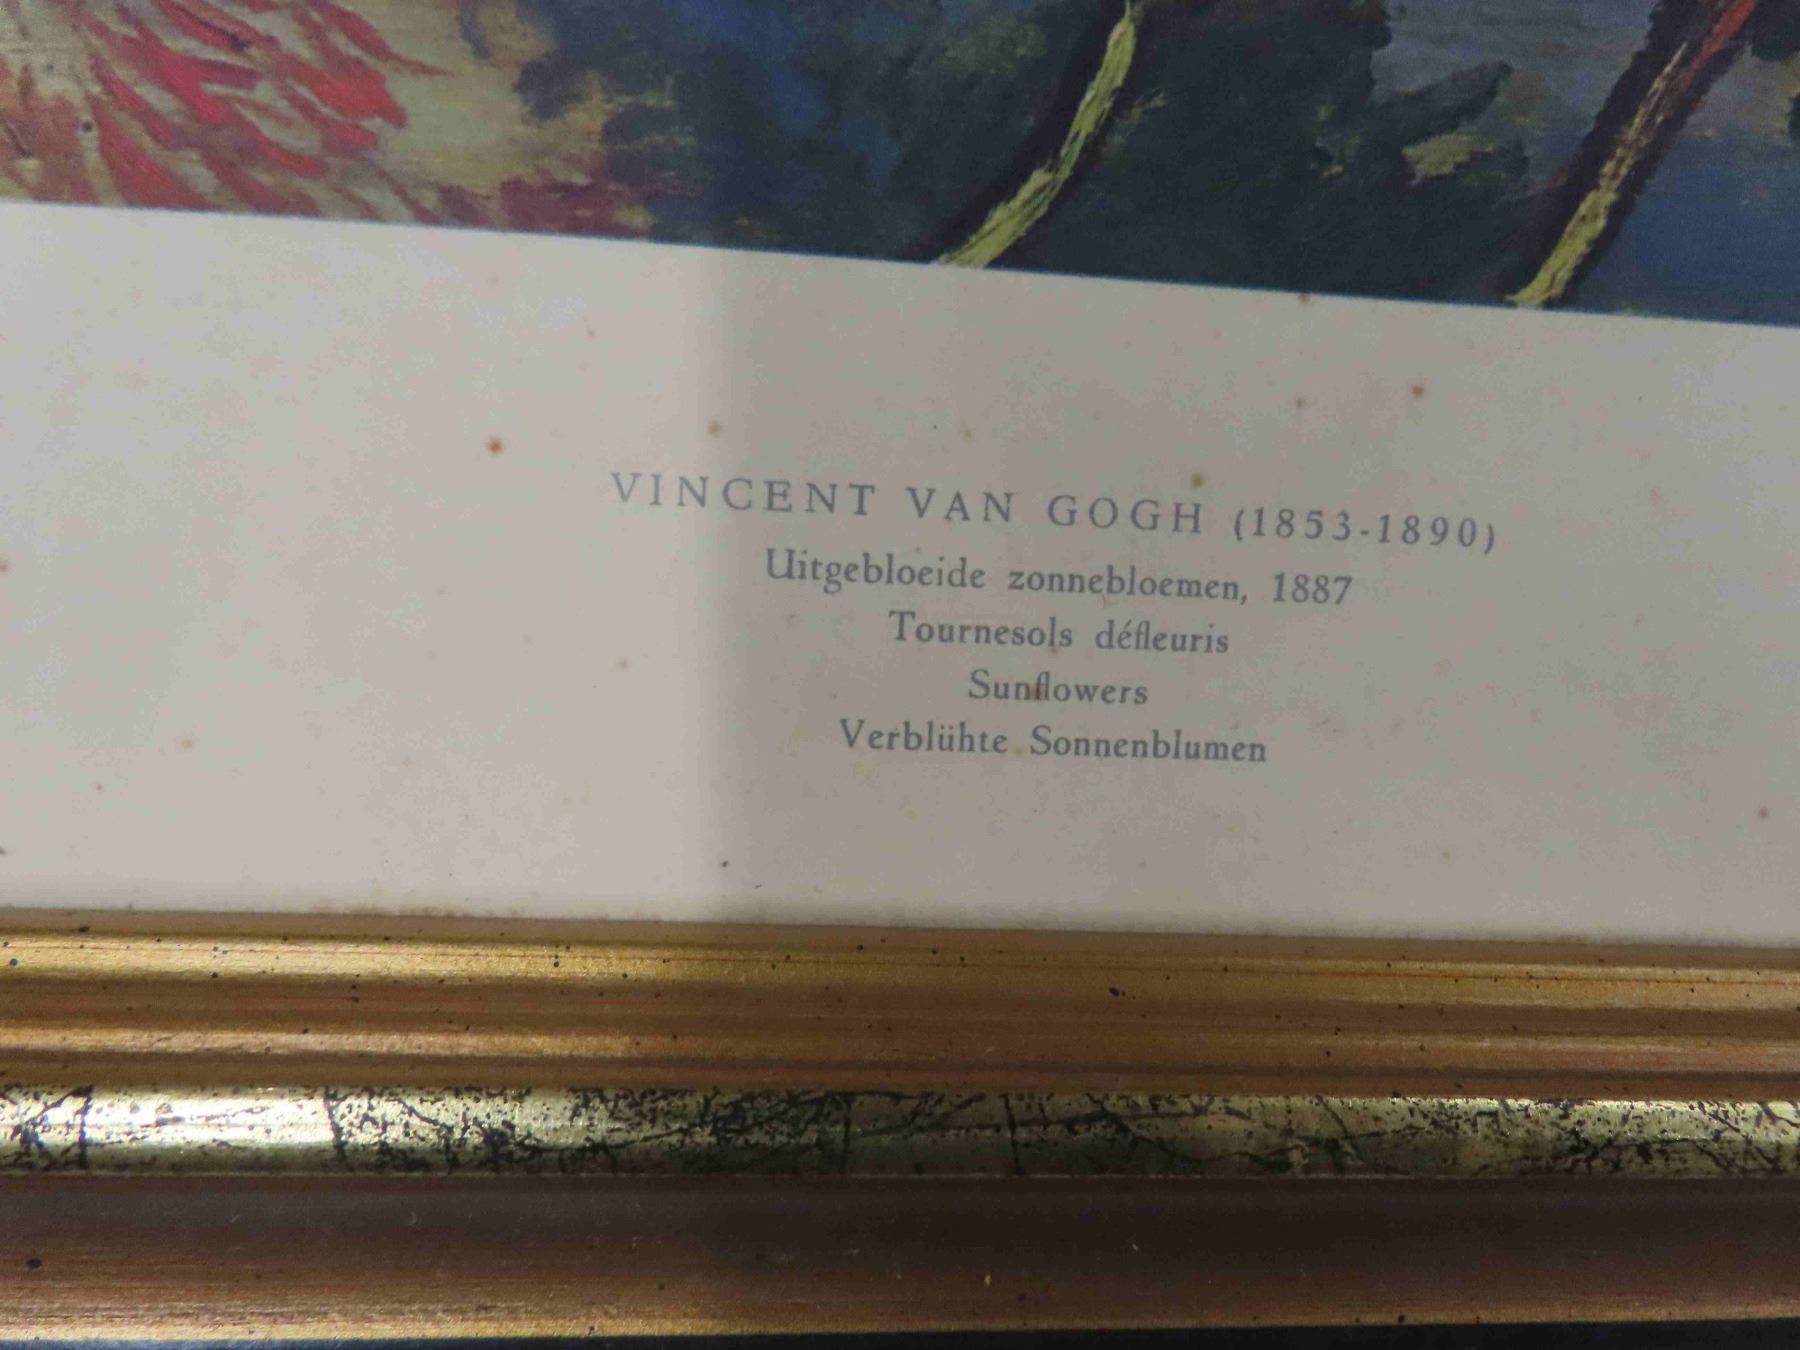 VINCENT VAN GOGH (1853-1890)
Uitgebloeide zonnebloemen, 1887
Tournesols défleuris
Sunflowers
Verblühte Sonnenblumen